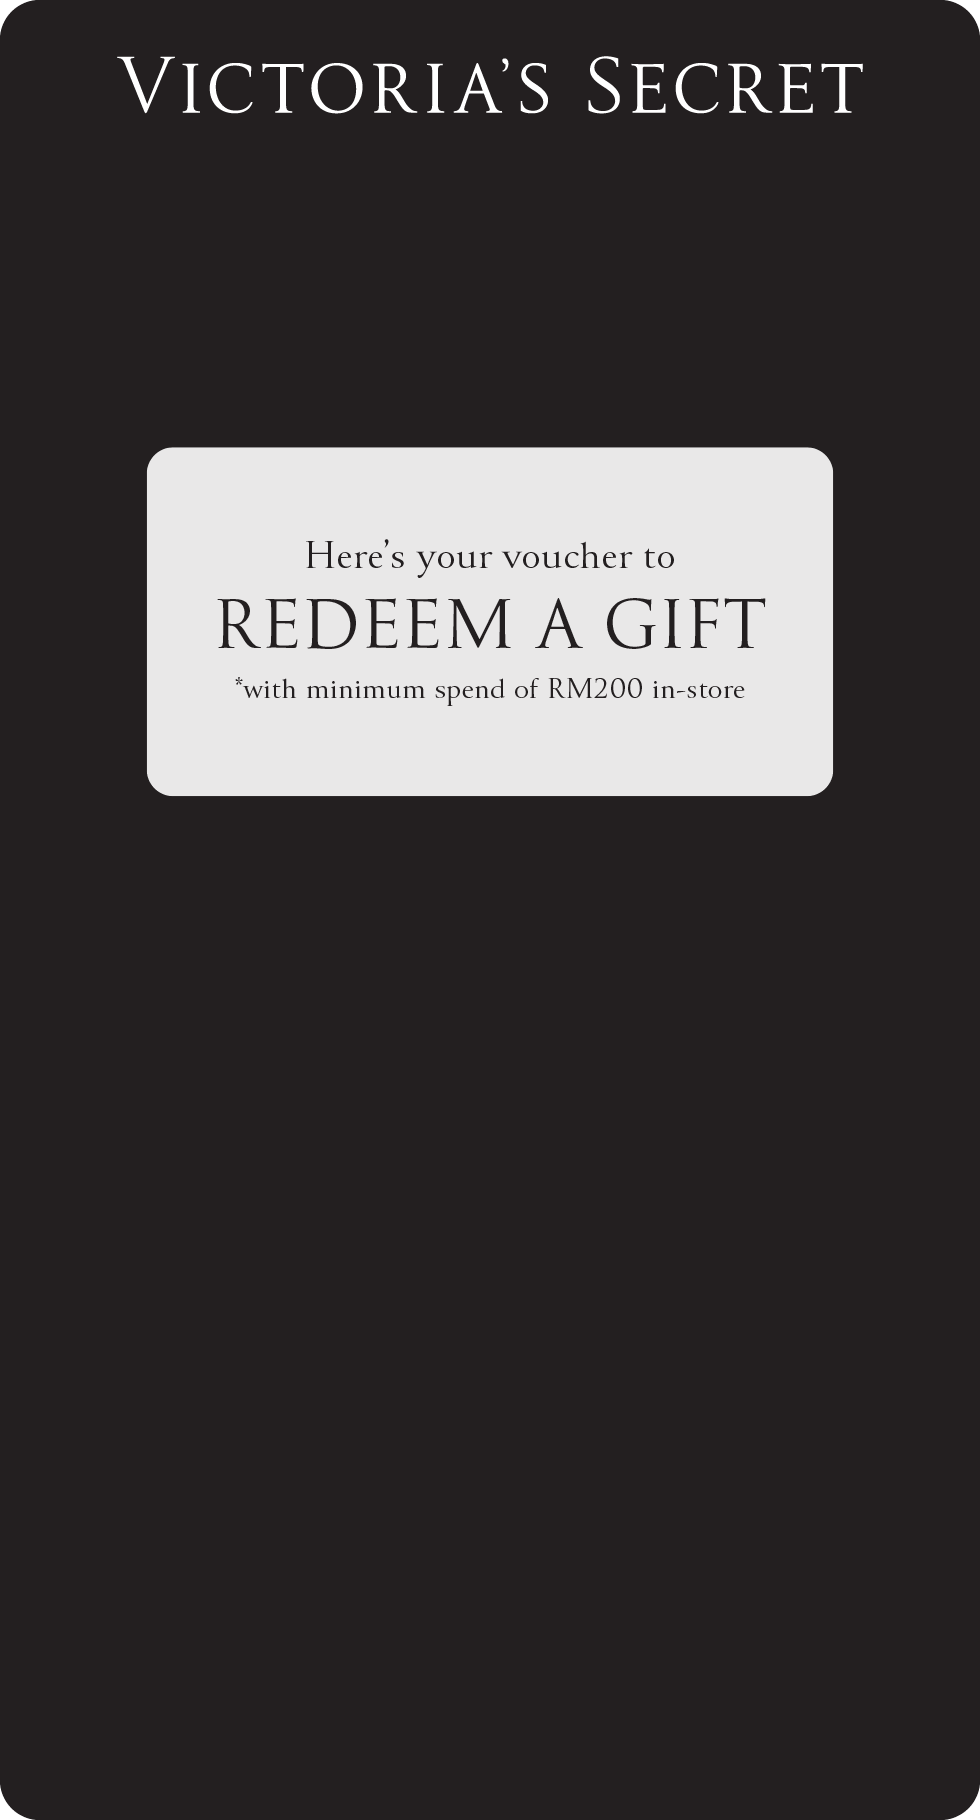 VICTORIA’S SECRET
Here’s your voucher to
REDEEM A GIFT
*with minimum spend of RM200 in-store